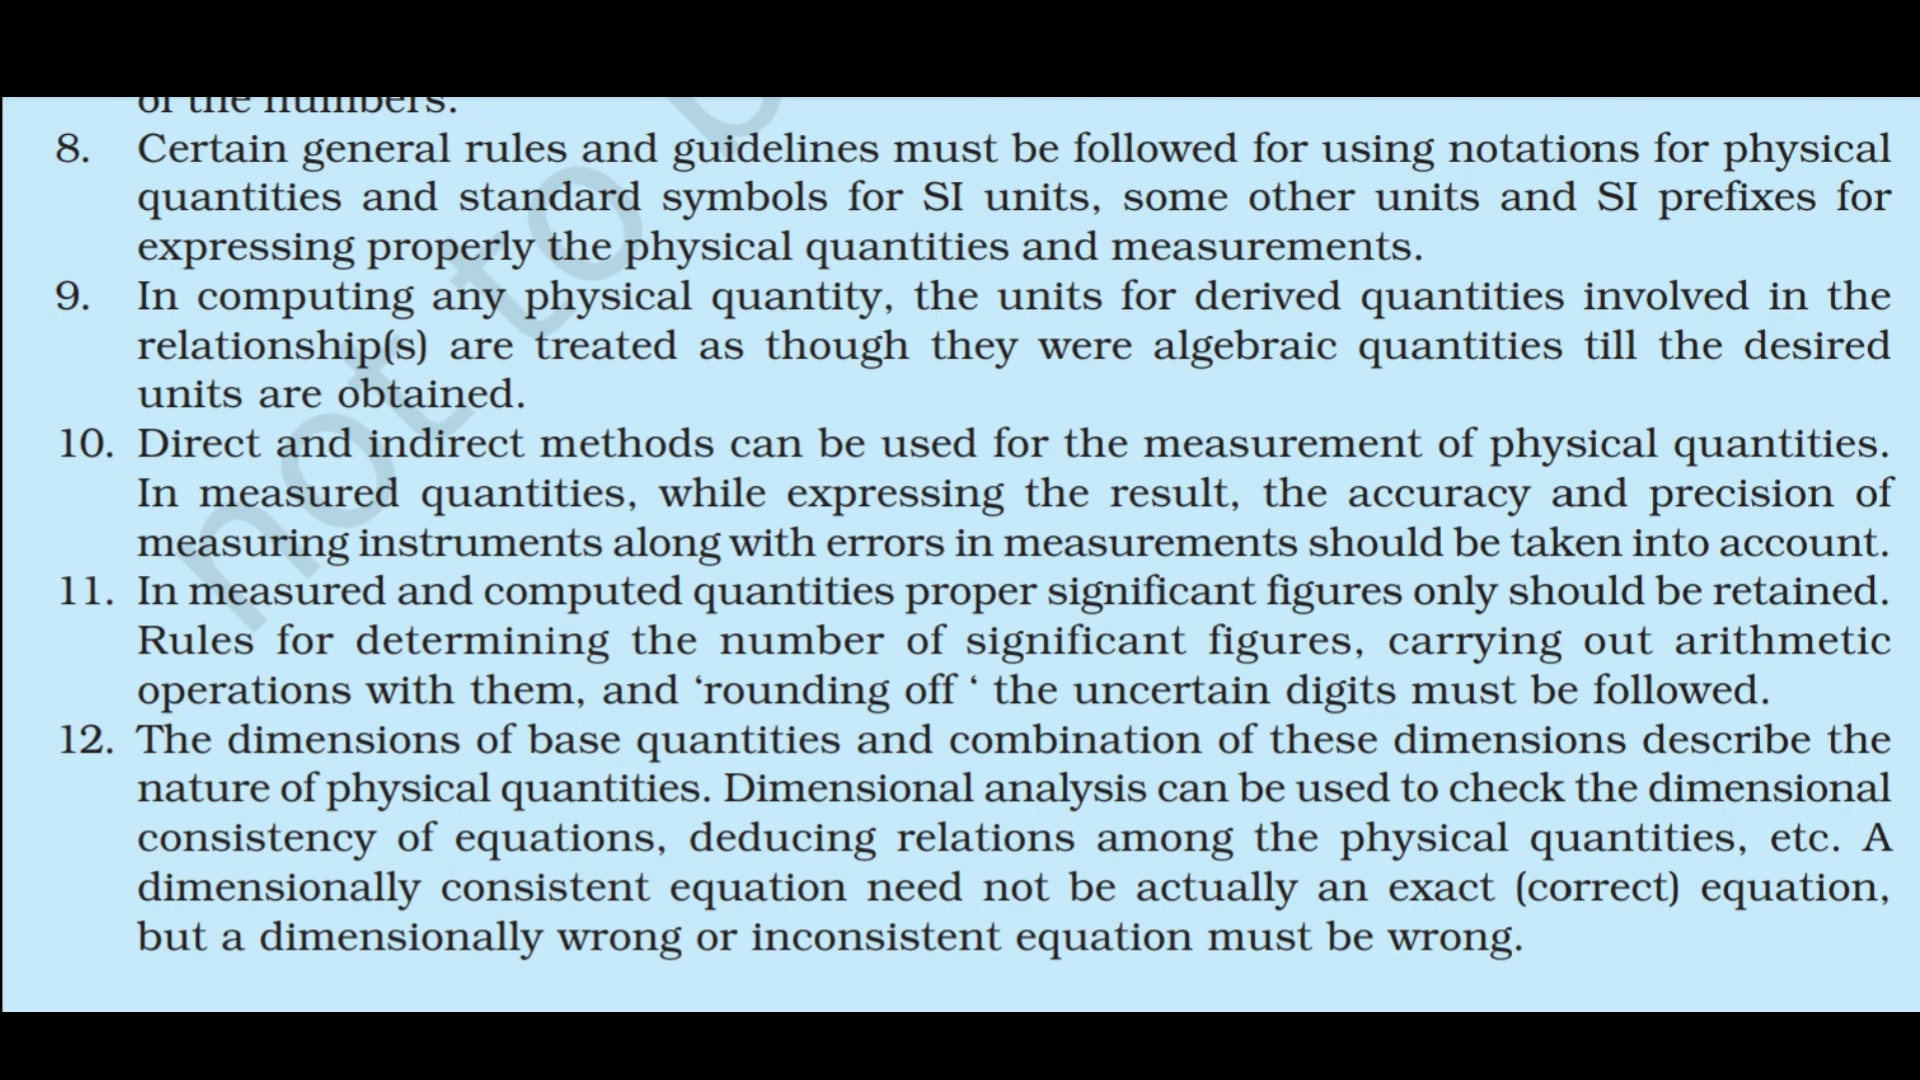 of the numbers.
8. Certain general rules and guidelines must be followed for using notations for physical
quantities and standard symbols for SI units, some other units and SI prefixes for
expressing properly the physical quantities and measurements.
9. In computing any physical quantity, the units for derived quantities involved in the
relationship(s) are treated as though they were algebraic quantities till the desired
units are obtained.
10. Direct and indirect methods can be used for the measurement of physical quantities.
In measured quantities, while expressing the result, the accuracy and precision of
measuring instruments along with errors in measurements should be taken into account.
11. In measured and computed quantities proper significant figures only should be retained.
Rules for determining the number of significant figures, carrying out arithmetic
operations with them, and ‘rounding off ‘ the uncertain digits must be followed.
12. The dimensions of base quantities and combination of these dimensions describe the
nature of physical quantities. Dimensional analysis can be used to check the dimensional
consistency of equations, deducing relations among the physical quantities, etc. A
dimensionally consistent equation need not be actually an exact (correct) equation,
but a dimensionally wrong or inconsistent equation must be wrong.
not to